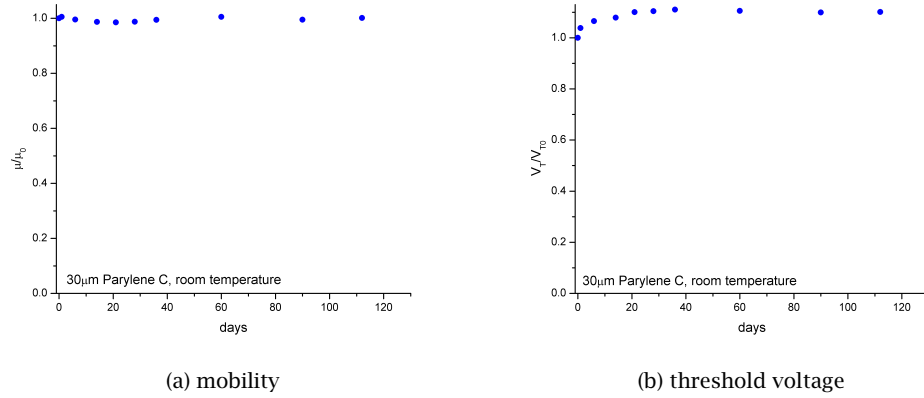 1.0
0.8
0.6
0.4
0.2
0.0
μ/μ0
30μm Parylene C, room temperature
0 20 40 60 80 100 120
days
(a) mobility
1.0
0.8
0.6
0.4
0.2
0.0
VT/VT0
30μm Parylene C, room temperature
0 20 40 60 80 100 120
days
(b) threshold voltage